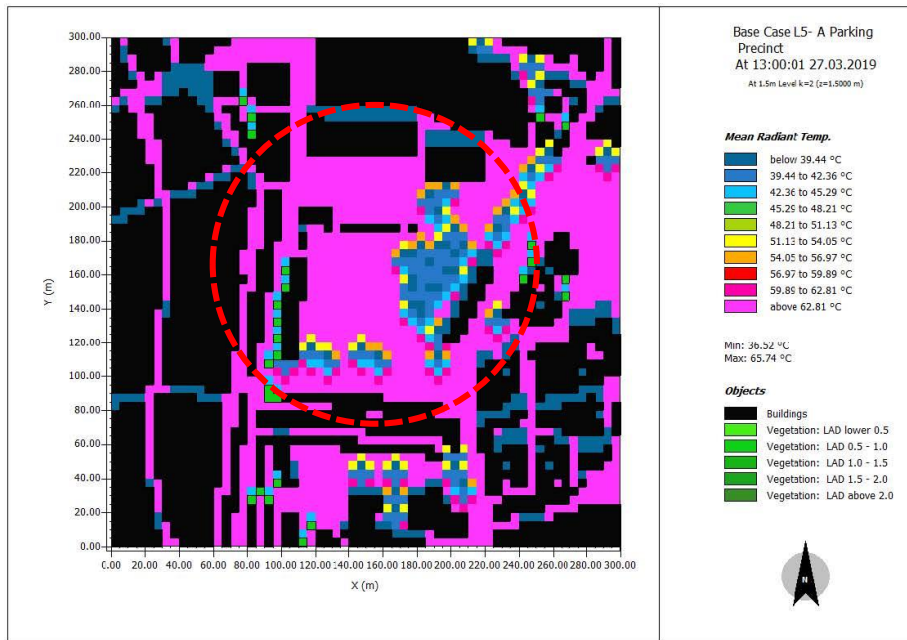 300.00
280.00
260.00
240.00
220.00
200.00
180.00
160.00
140.00
120.00
100.00
80.00
60.00
40.00
20.00
0.00
Y (m)
0.00 20.00 40.00 60.00 80.00 100.00 120.00 140.00 160.00 180.00 200.00 220.00 240.00 260.00 280.00 300.00
X (m)
Base Case L5- A Parking
Precinct
At 13:00:01 27.03.2019
At 1.5m Level k=2 (z=1.5000 m)
Mean Radiant Temp.
below 39.44 °C
39.44 to 42.36 °C
42.36 to 45.29 °C
45.29 to 48.21 °C
48.21 to 51.13 °C
51.13 to 54.05 °C
54.05 to 56.97 °C
56.97 to 59.89 °C
59.89 to 62.81 °C
above 62.81 °C
Min: 36.52 °C
Max: 65.74 °C
Objects
Buildings
Vegetation: LAD lower 0.5
Vegetation: LAD 0.5 - 1.0
Vegetation: LAD 1.0 - 1.5
Vegetation: LAD 1.5 - 2.0
Vegetation: LAD above 2.0
N